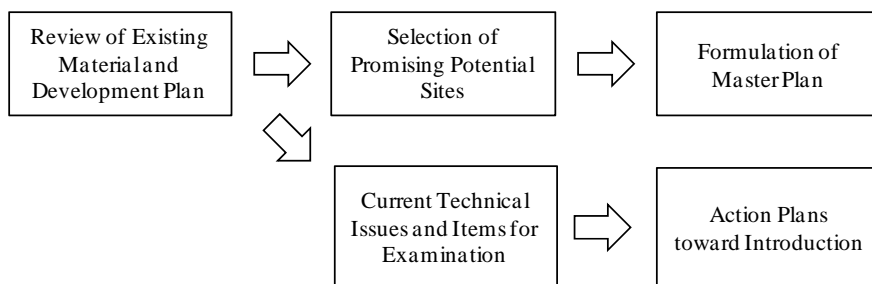 Review of Existing
Material and
Development Plan
Selection of
Promising Potential
Sites
Formulation of
Master Plan
Current Technical
Issues and Items for
Examination
Action Plans
toward Introduction